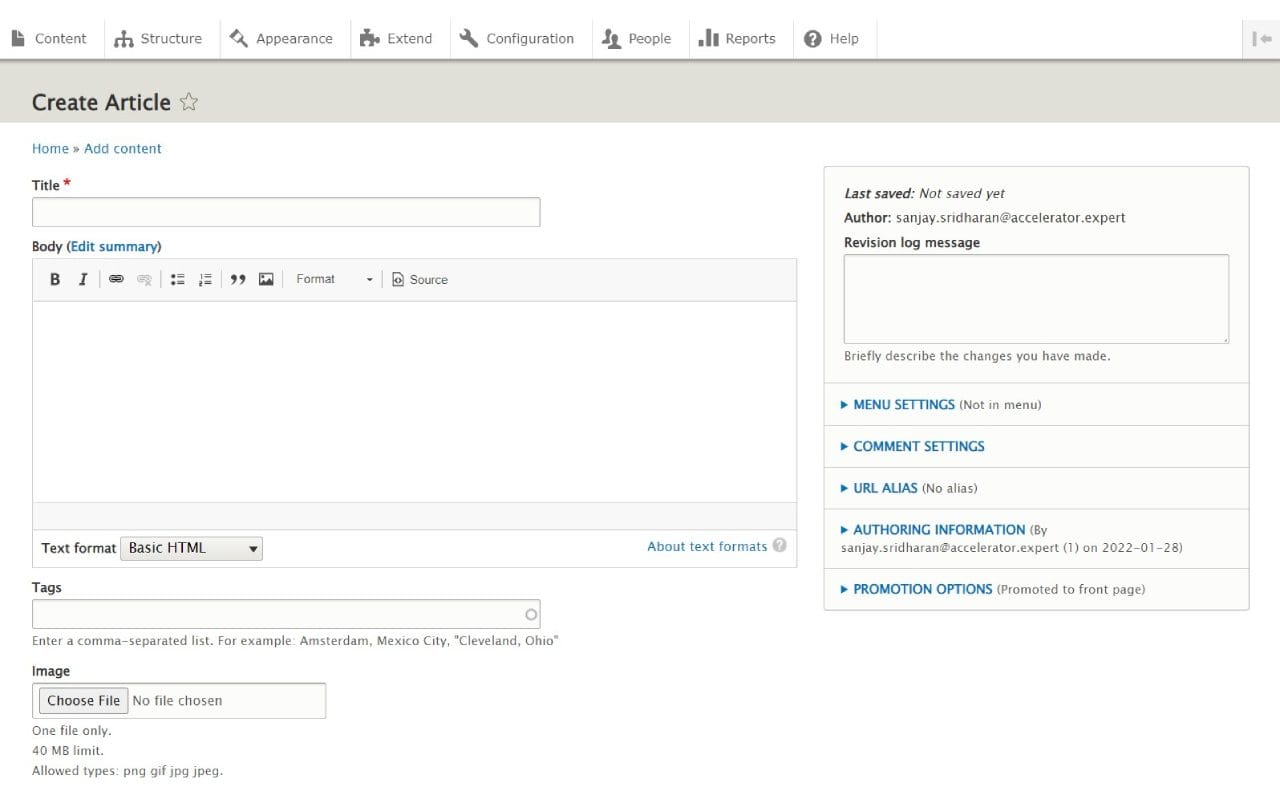 Content Structure Appearance Extend Configuration People Reports Help
Create Article
Home » Add content
Title *
Body (Edit summary)
B I Format Source
Text format Basic HTML About text formats ?
Tags
Enter a comma-separated list. For example: Amsterdam, Mexico City, "Cleveland, Ohio"
Image
Choose File No file chosen
One file only.
40 MB limit.
Allowed types: png gif jpg jpeg.
Last saved: Not saved yet
Author: sanjay.sridharan@accelerator.expert
Revision log message
Briefly describe the changes you have made.
MENU SETTINGS (Not in menu)
COMMENT SETTINGS
URL ALIAS (No alias)
AUTHORING INFORMATION (By
sanjay.sridharan@accelerator.expert (1) on 2022-01-28)
PROMOTION OPTIONS (Promoted to front page)